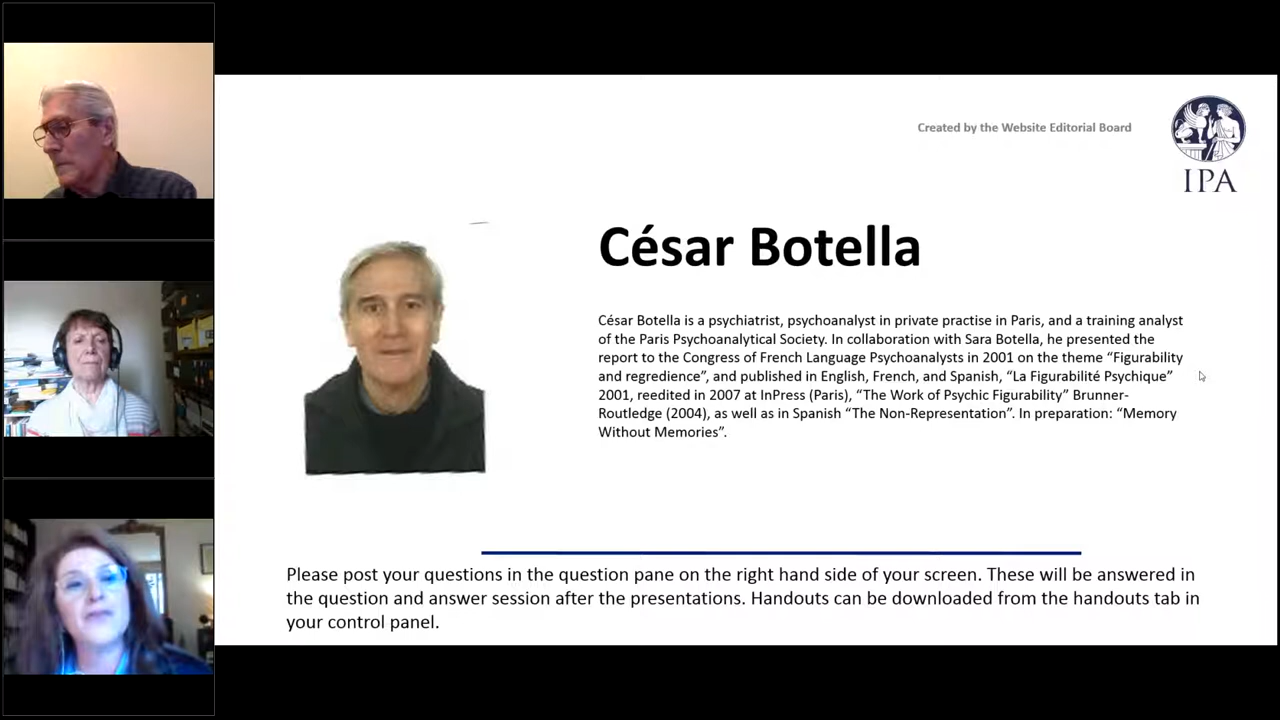 Created by the Website Editorial Board
IPA
César Botella
César Botella is a psychiatrist, psychoanalyst in private practise in Paris, and a training analyst
of the Paris Psychoanalytical Society. In collaboration with Sara Botella, he presented the
report to the Congress of French Language Psychoanalysts in 2001 on the theme “Figurability
and regredience”, and published in English, French, and Spanish, “La Figurabilité Psychique”
2001, reedited in 2007 at InPress (Paris), “The Work of Psychic Figurability” Brunner-
Routledge (2004), as well as in Spanish “The Non-Representation”. In preparation: “Memory
Without Memories”.
Please post your questions in the question pane on the right hand side of your screen. These will be answered in
the question and answer session after the presentations. Handouts can be downloaded from the handouts tab in
your control panel.